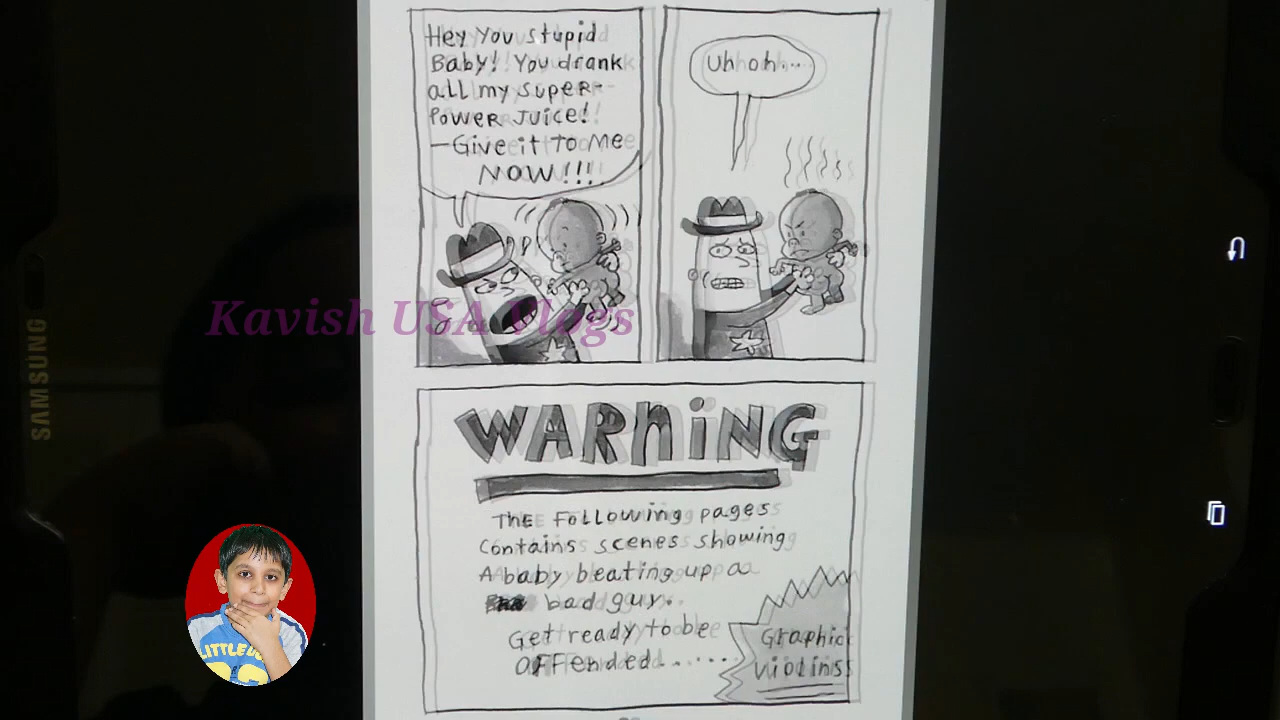 Hey You stupid
Baby! You drank
all my super-
power juice!
—Give it to me
NOW!!!
Uh oh...
WARNiNG
The Following pages
contains scenes showing
A baby beating up a
bad guy.
Get ready to be
offended......
Graphic
violins
Kavish USA Vlogs
SAMSUNG